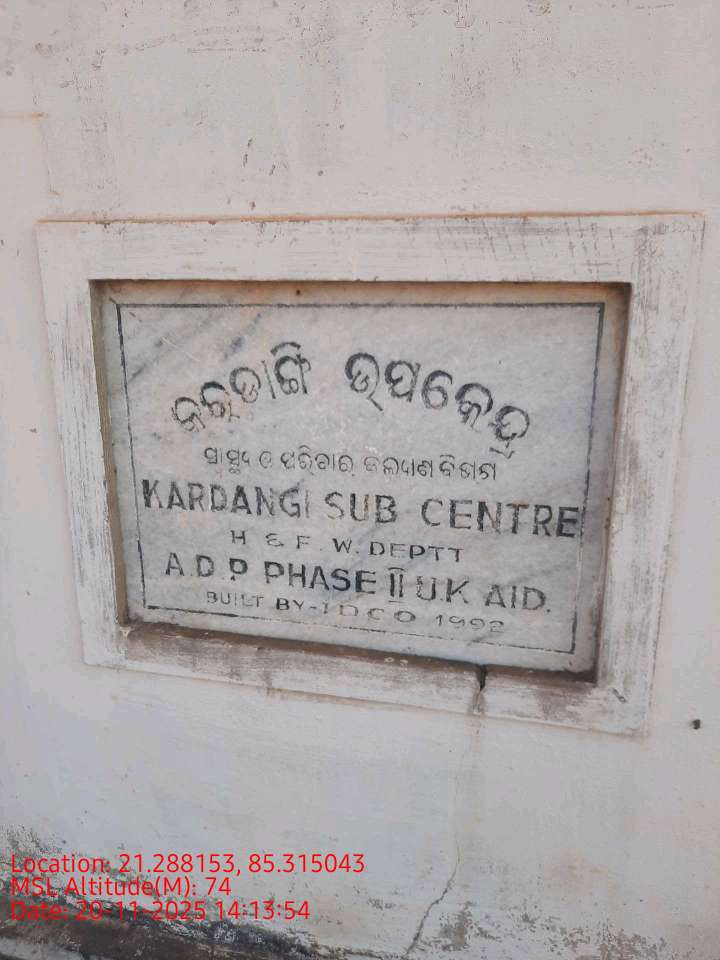 କରଡାଙ୍ଗି ଉପକେନ୍ଦ୍ର
ସ୍ୱାସ୍ଥ୍ୟ ଓ ପରିବାର କଲ୍ୟାଣ ବିଭାଗ
KARDANGI SUB CENTRE
H & F. W. DEPTT
A.D.P PHASE II U.K AID.
BUILT BY-IDCO 1992
Location: 21.288153, 85.315043
MSL Altitude(M): 74
Date: 20-11-2025 14:13:54